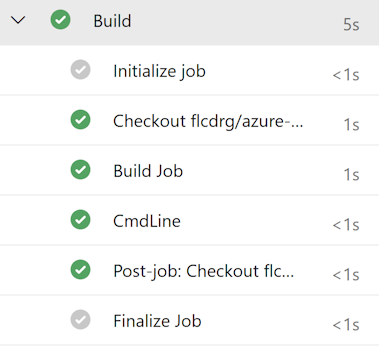 Build 5s
Initialize job <1s
Checkout flcdrg/azure-... 1s
Build Job 1s
CmdLine <1s
Post-job: Checkout flc... <1s
Finalize Job <1s